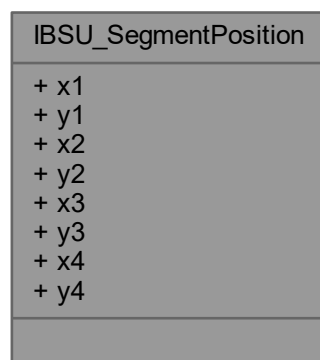 IBSU_SegmentPosition
+ x1
+ y1
+ x2
+ y2
+ x3
+ y3
+ x4
+ y4